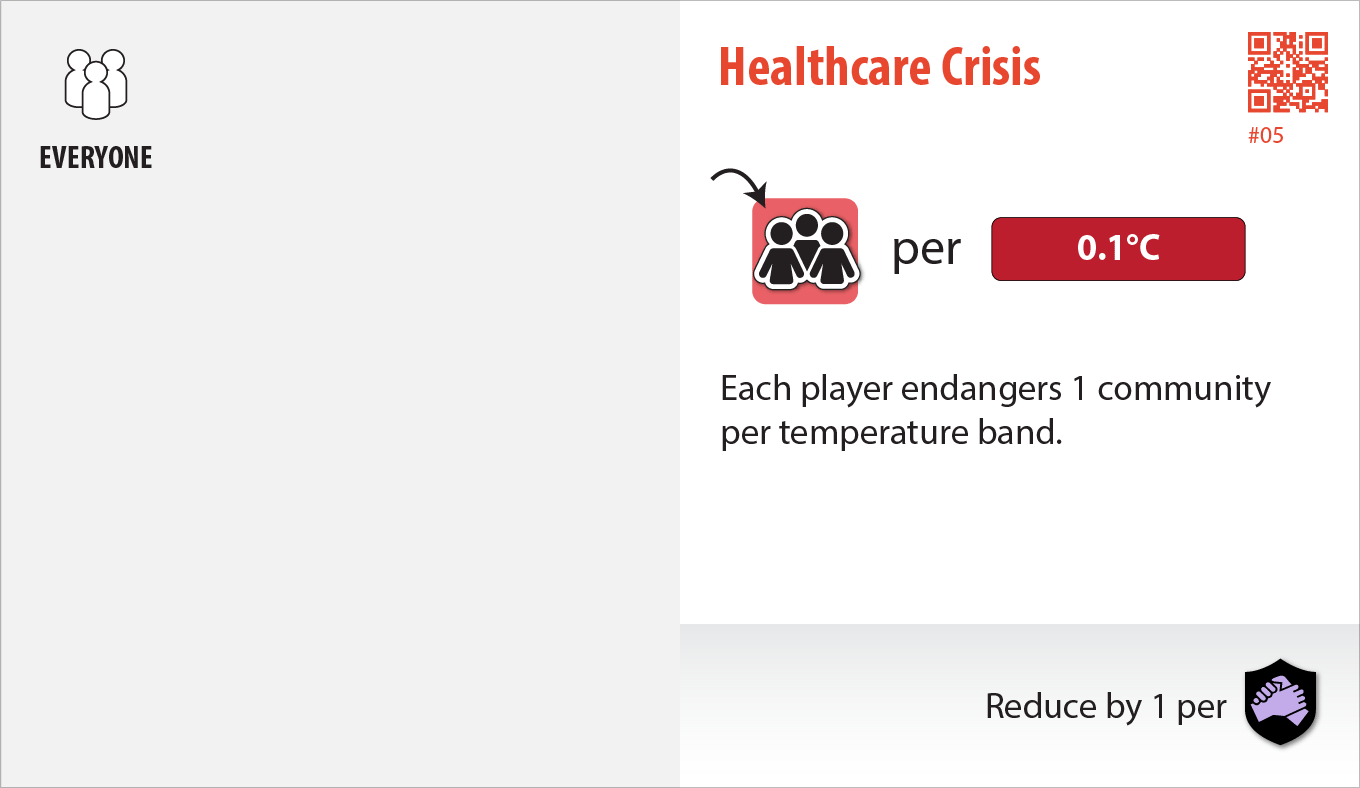 EVERYONE
Healthcare Crisis
#05
per
0.1°C
Each player endangers 1 community
per temperature band.
Reduce by 1 per